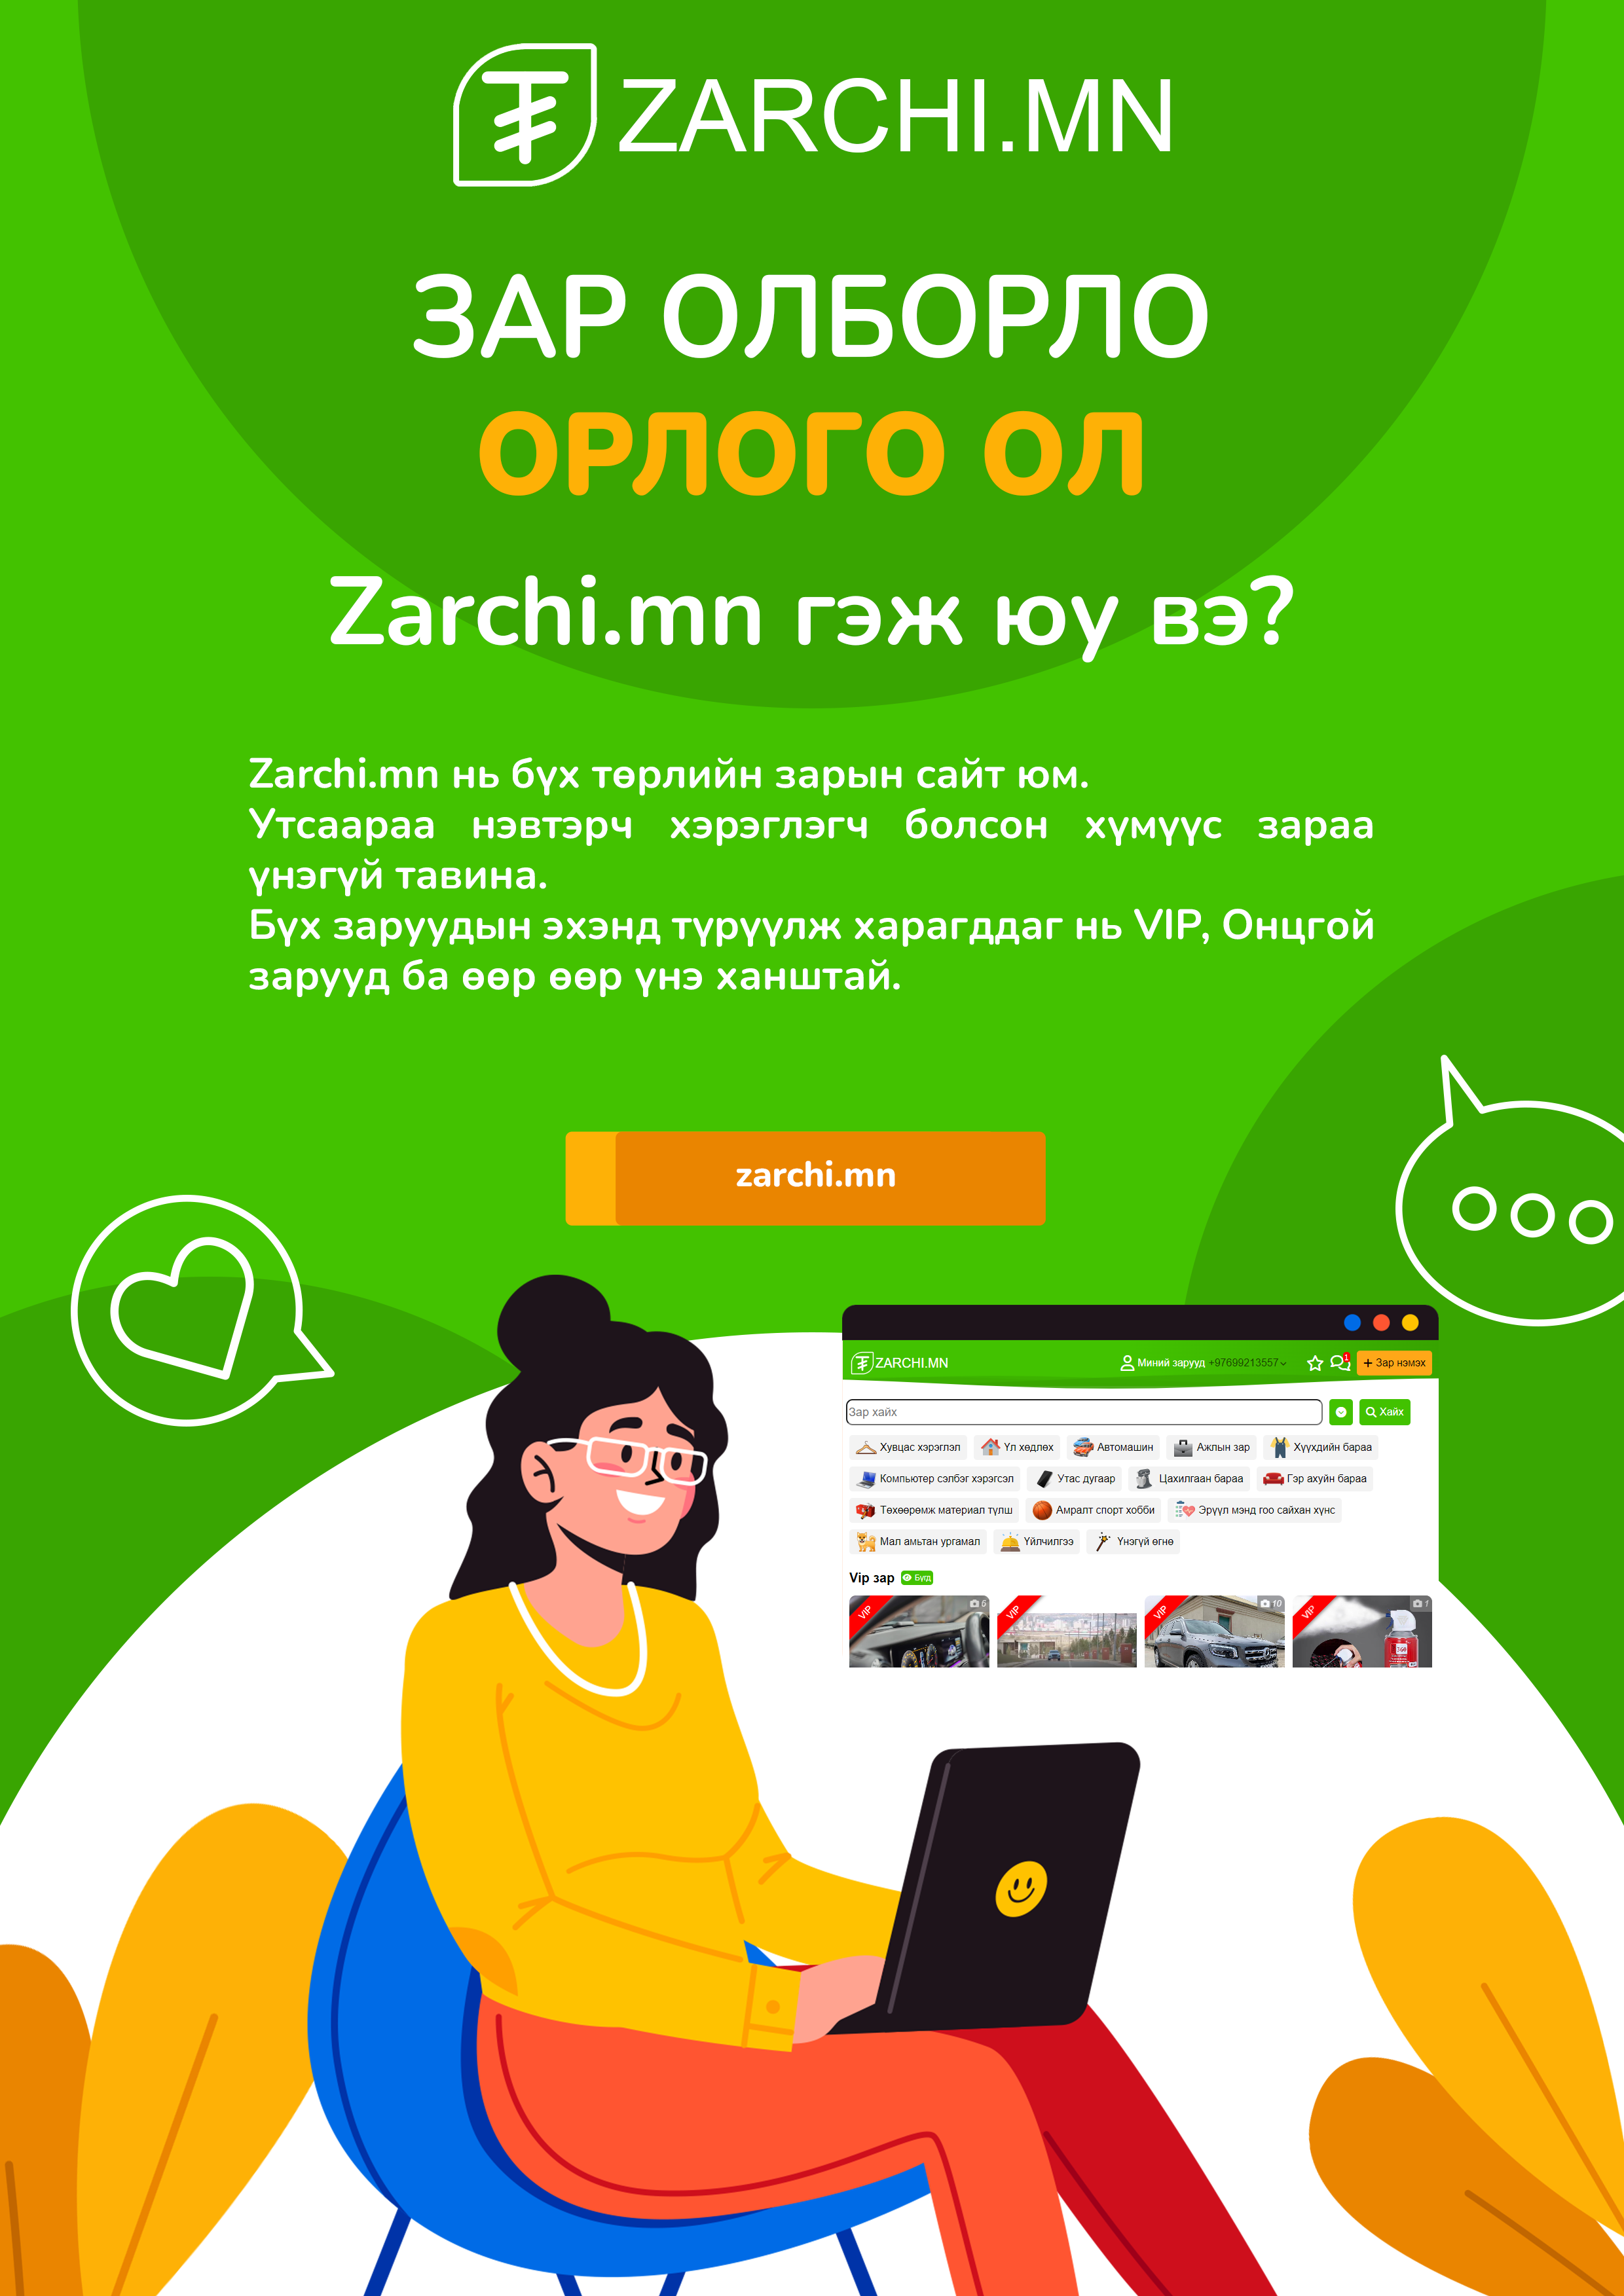 ZARCHI.MN
ЗАР ОЛБОРЛО
ОРЛОГО ОЛ
Zarchi.mn гэж юу вэ?
Zarchi.mn нь бүх төрлийн зарын сайт юм.
Утсаараа нэвтэрч хэрэглэгч болсон хүмүүс зараа
үнэгүй тавина.
Бүх заруудын эхэнд түрүүлж харагддаг нь VIP, Онцгой
зарууд ба өөр өөр үнэ ханштай.
zarchi.mn
ZARCHI.MN Миний зарууд +97699213557 1 + Зар нэмэх
Зар хайх Хайх
Хувцас хэрэглэл Үл хөдлөх Автомашин Ажлын зар Хүүхдийн бараа
Компьютер сэлбэг хэрэгсэл Утас дугаар Цахилгаан бараа Гэр ахуйн бараа
Төхөөрөмж материал түлш Амралт спорт хобби Эрүүл мэнд гоо сайхан хүнс
Мал амьтан ургамал Үйлчилгээ Үнэгүй өгнө
Vip зар Бүгд
VIP 6 VIP VIP 10 VIP 1